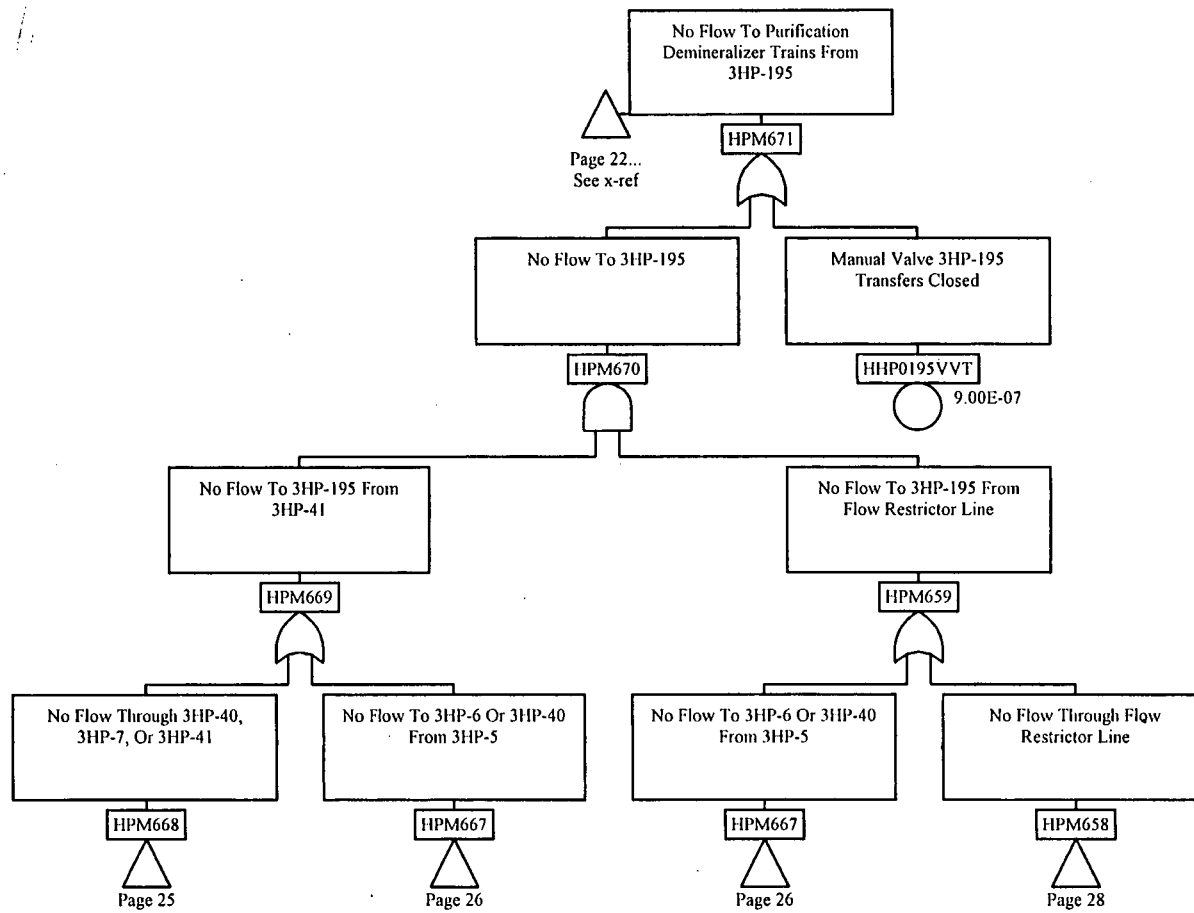 No Flow To Purification
Demineralizer Trains From
3HP-195
HPM671
Page 22...
See x-ref
No Flow To 3HP-195
Manual Valve 3HP-195
Transfers Closed
HPM670
HHP0195VVT
9.00E-07
No Flow To 3HP-195 From
3HP-41
No Flow To 3HP-195 From
Flow Restrictor Line
HPM669
HPM659
No Flow Through 3HP-40,
3HP-7, Or 3HP-41
No Flow To 3HP-6 Or 3HP-40
From 3HP-5
No Flow To 3HP-6 Or 3HP-40
From 3HP-5
No Flow Through Flow
Restrictor Line
HPM668
HPM667
HPM667
HPM658
Page 25
Page 26
Page 26
Page 28